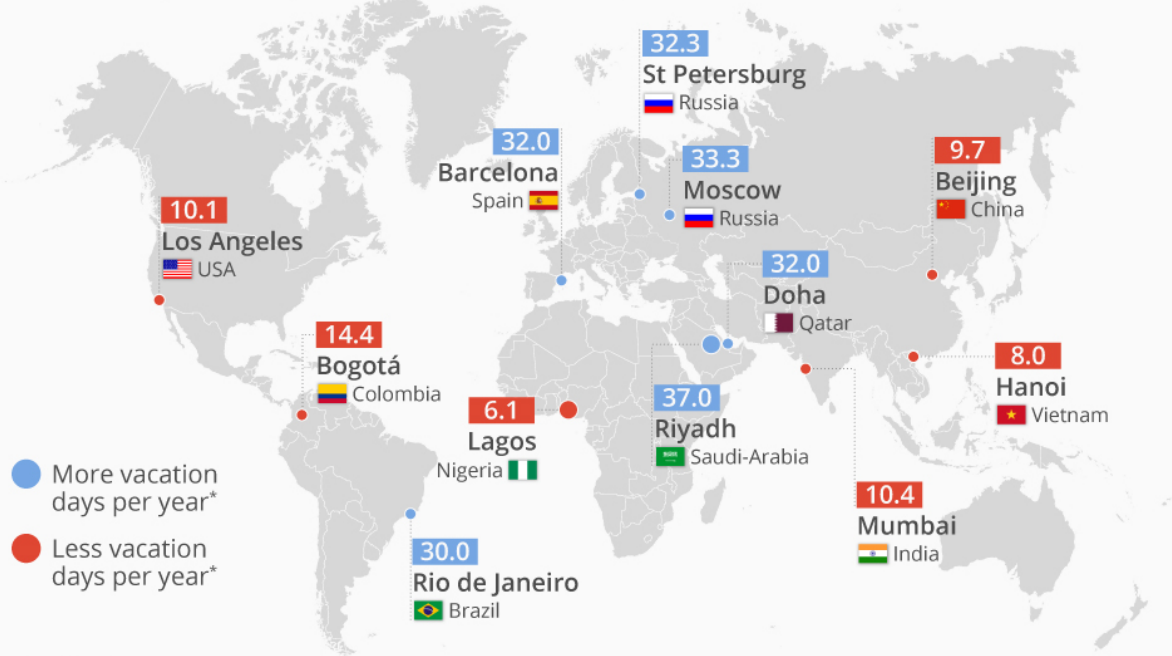 32.3
St Petersburg
Russia
32.0
Barcelona
Spain
33.3
Moscow
Russia
9.7
Beijing
China
10.1
Los Angeles
USA
32.0
Doha
Qatar
14.4
Bogotá
Colombia
8.0
Hanoi
Vietnam
6.1
Lagos
Nigeria
37.0
Riyadh
Saudi-Arabia
More vacation
days per year*
Less vacation
days per year*
10.4
Mumbai
India
30.0
Rio de Janeiro
Brazil